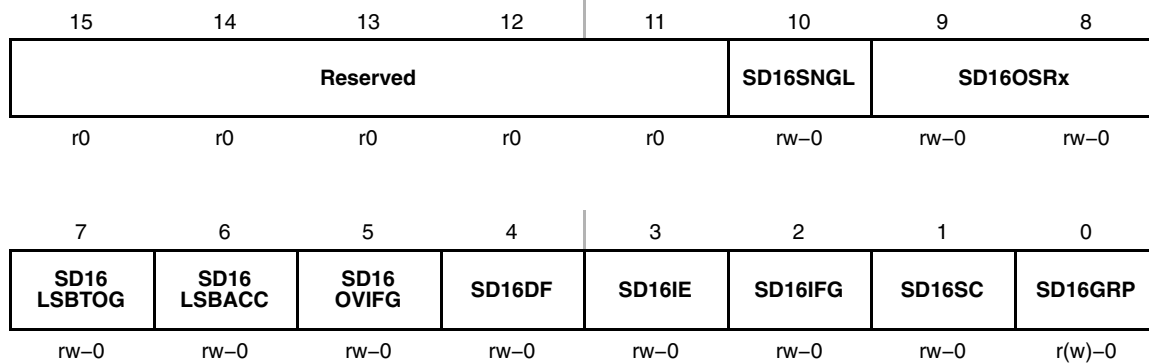 15 14 13 12 11 10 9 8
Reserved SD16SNGL SD16OSRx
r0 r0 r0 r0 r0 rw−0 rw−0 rw−0
7 6 5 4 3 2 1 0
SD16 LSBTOG SD16 LSBACC SD16 OVIFG SD16DF SD16IE SD16IFG SD16SC SD16GRP
rw−0 rw−0 rw−0 rw−0 rw−0 rw−0 rw−0 r(w)−0